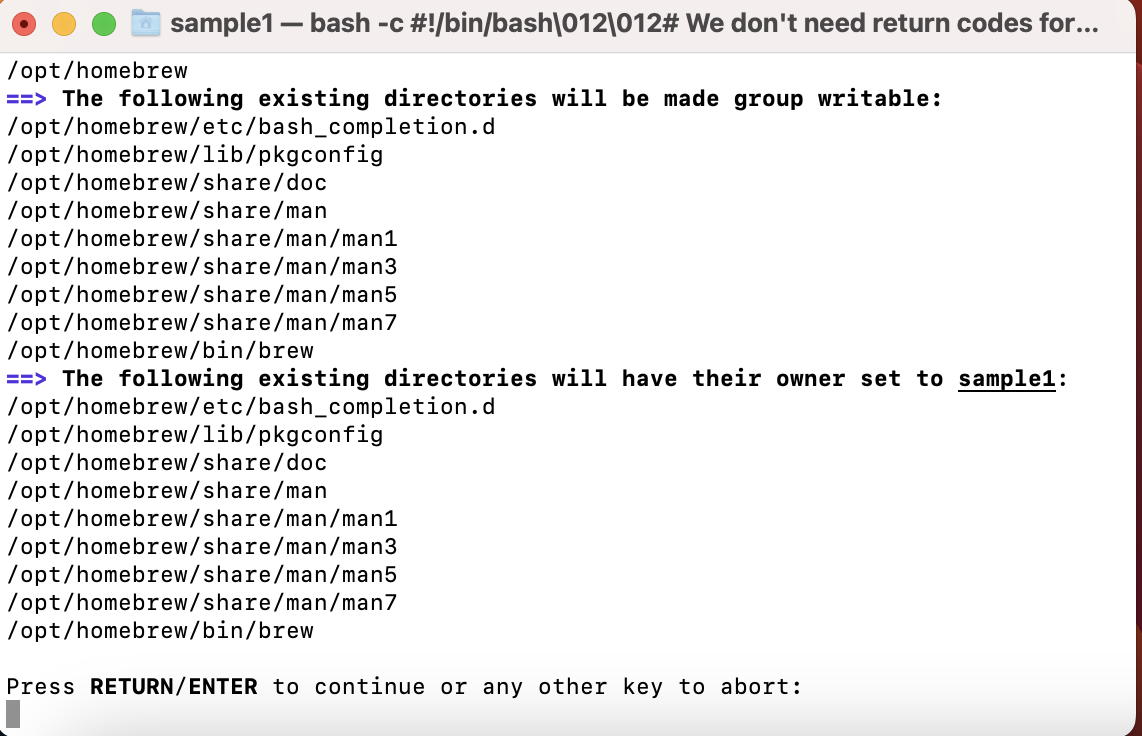 sample1 — bash -c #!/bin/bash\012\012# We don't need return codes for...
/opt/homebrew
==> The following existing directories will be made group writable:
/opt/homebrew/etc/bash_completion.d
/opt/homebrew/lib/pkgconfig
/opt/homebrew/share/doc
/opt/homebrew/share/man
/opt/homebrew/share/man/man1
/opt/homebrew/share/man/man3
/opt/homebrew/share/man/man5
/opt/homebrew/share/man/man7
/opt/homebrew/bin/brew
==> The following existing directories will have their owner set to sample1:
/opt/homebrew/etc/bash_completion.d
/opt/homebrew/lib/pkgconfig
/opt/homebrew/share/doc
/opt/homebrew/share/man
/opt/homebrew/share/man/man1
/opt/homebrew/share/man/man3
/opt/homebrew/share/man/man5
/opt/homebrew/share/man/man7
/opt/homebrew/bin/brew
Press RETURN/ENTER to continue or any other key to abort: